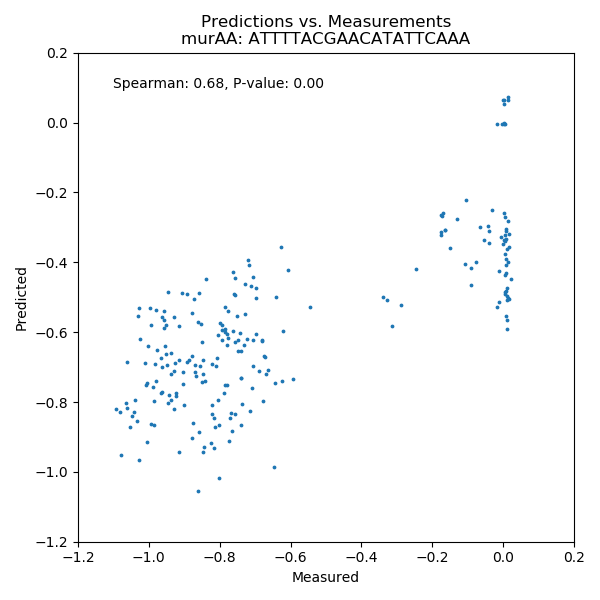 Predictions vs. Measurements
murAA: ATTTTACGAACATATTCAAA
Spearman: 0.68, P-value: 0.00
0.2
0.0
−0.2
−0.4
−0.6
−0.8
−1.0
−1.2
Predicted
−1.2 −1.0 −0.8 −0.6 −0.4 −0.2 0.0 0.2
Measured